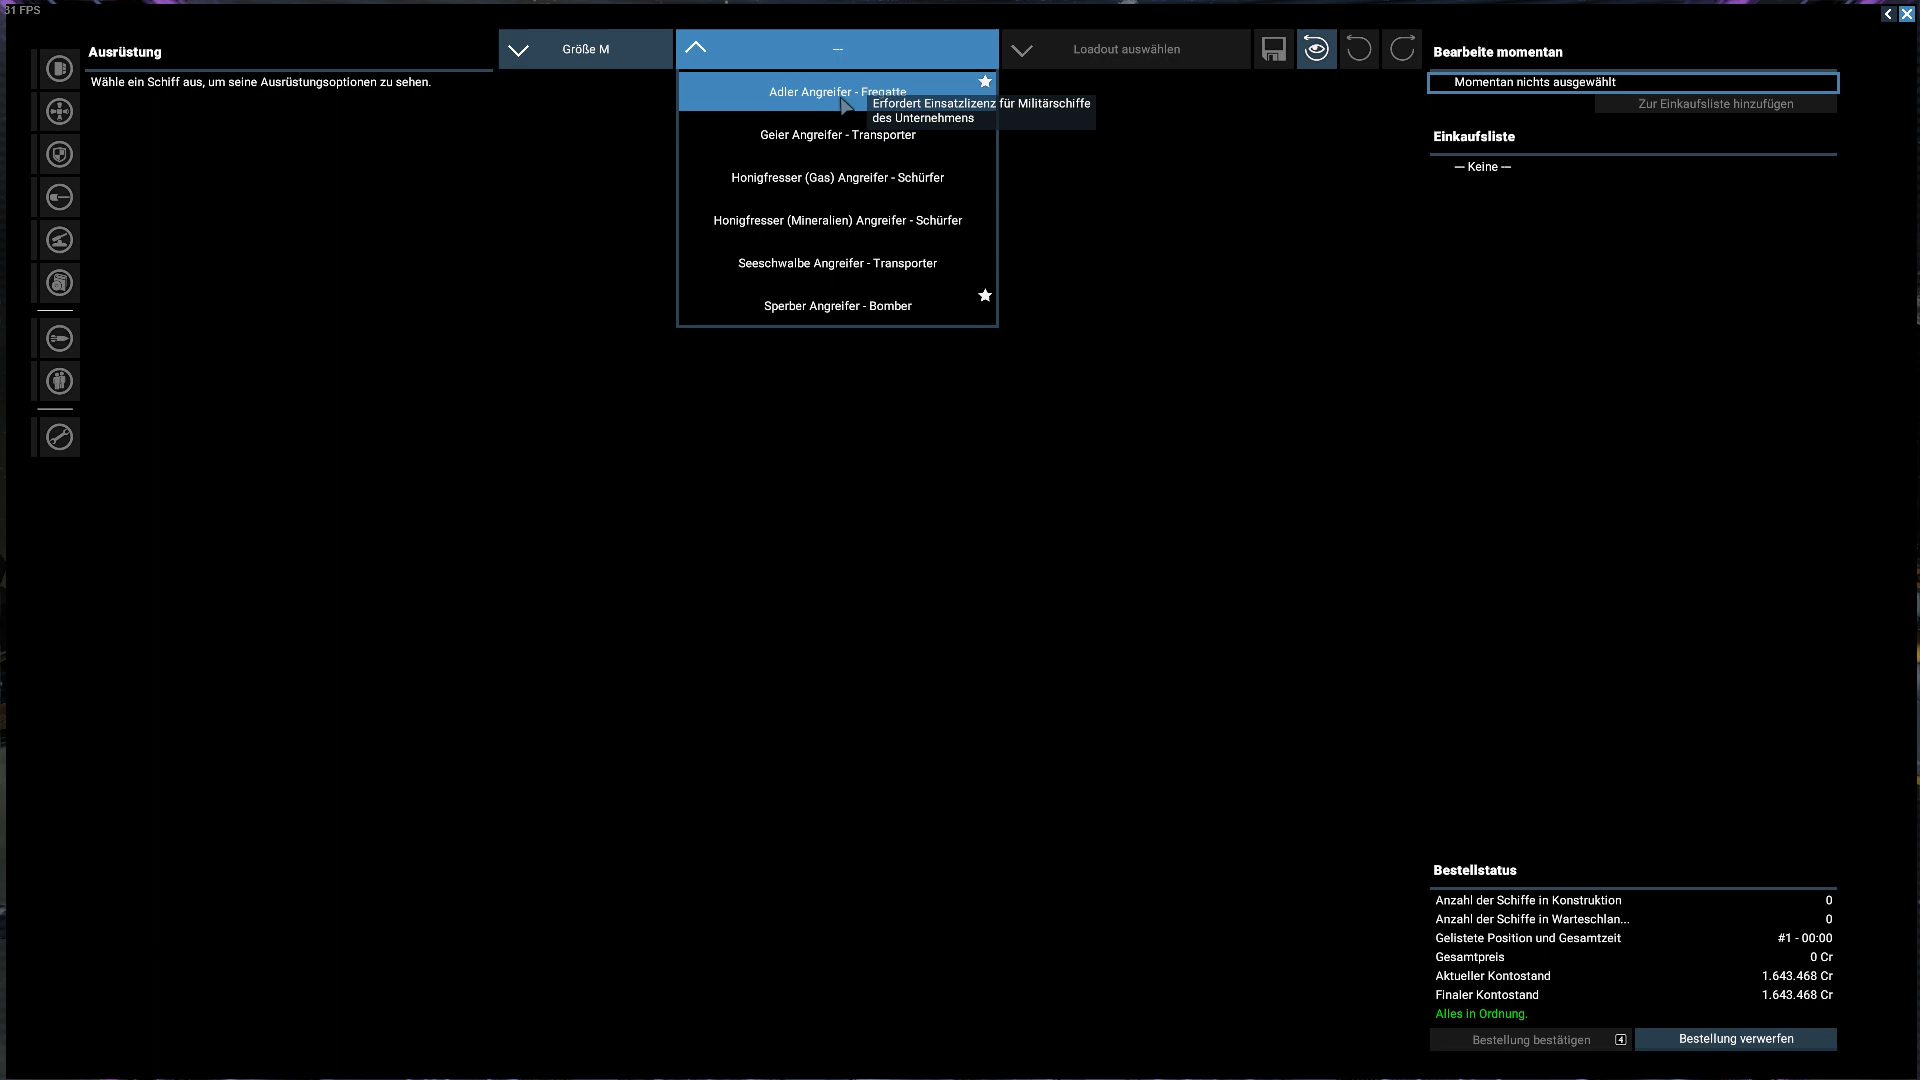 31 FPS
Ausrüstung
Wähle ein Schiff aus, um seine Ausrüstungsoptionen zu sehen.
Größe M
---
Loadout auswählen
Adler Angreifer - Fregatte
Erfordert Einsatzlizenz für Militärschiffe
des Unternehmens
Geier Angreifer - Transporter
Honigfresser (Gas) Angreifer - Schürfer
Honigfresser (Mineralien) Angreifer - Schürfer
Seeschwalbe Angreifer - Transporter
Sperber Angreifer - Bomber
Bearbeite momentan
Momentan nichts ausgewählt
Zur Einkaufsliste hinzufügen
Einkaufsliste
--- Keine ---
Bestellstatus
Anzahl der Schiffe in Konstruktion 0
Anzahl der Schiffe in Warteschlan... 0
Gelistete Position und Gesamtzeit #1 - 00:00
Gesamtpreis 0 Cr
Aktueller Kontostand 1.643.468 Cr
Finaler Kontostand 1.643.468 Cr
Alles in Ordnung.
Bestellung bestätigen 4
Bestellung verwerfen